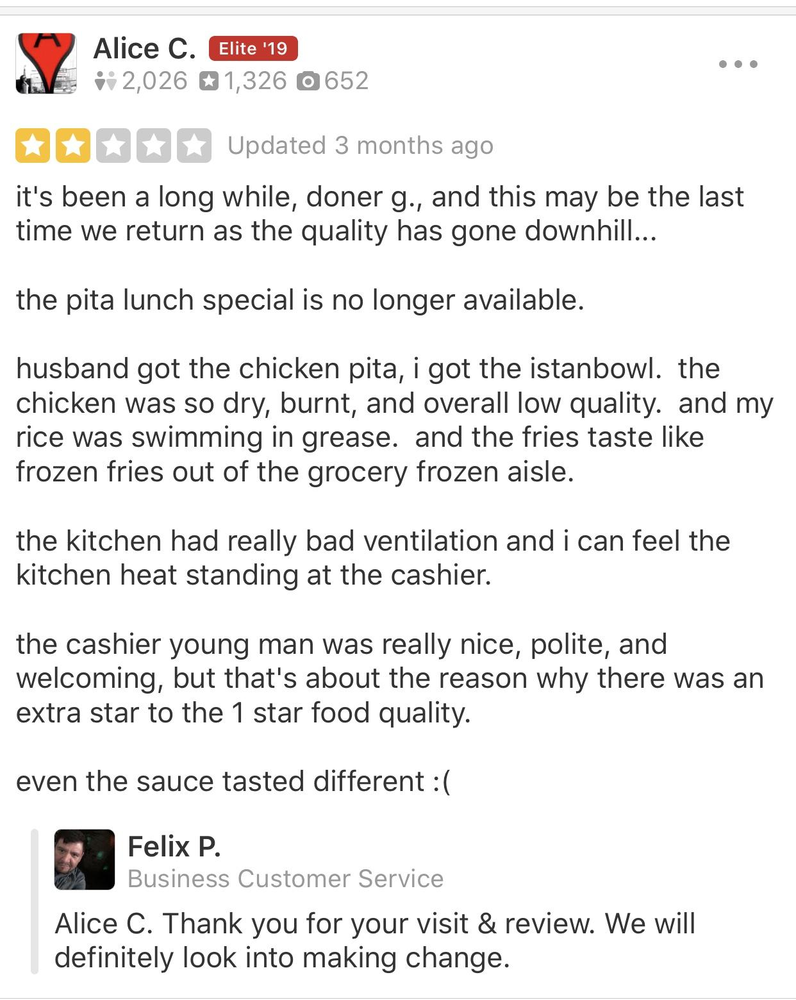 A
Alice C. Elite '19
2,026 1,326 652
Updated 3 months ago
it's been a long while, doner g., and this may be the last
time we return as the quality has gone downhill...
the pita lunch special is no longer available.
husband got the chicken pita, i got the istanbowl.  the
chicken was so dry, burnt, and overall low quality.  and my
rice was swimming in grease.  and the fries taste like
frozen fries out of the grocery frozen aisle.
the kitchen had really bad ventilation and i can feel the
kitchen heat standing at the cashier.
the cashier young man was really nice, polite, and
welcoming, but that's about the reason why there was an
extra star to the 1 star food quality.
even the sauce tasted different :(
Felix P.
Business Customer Service
Alice C. Thank you for your visit & review. We will
definitely look into making change.